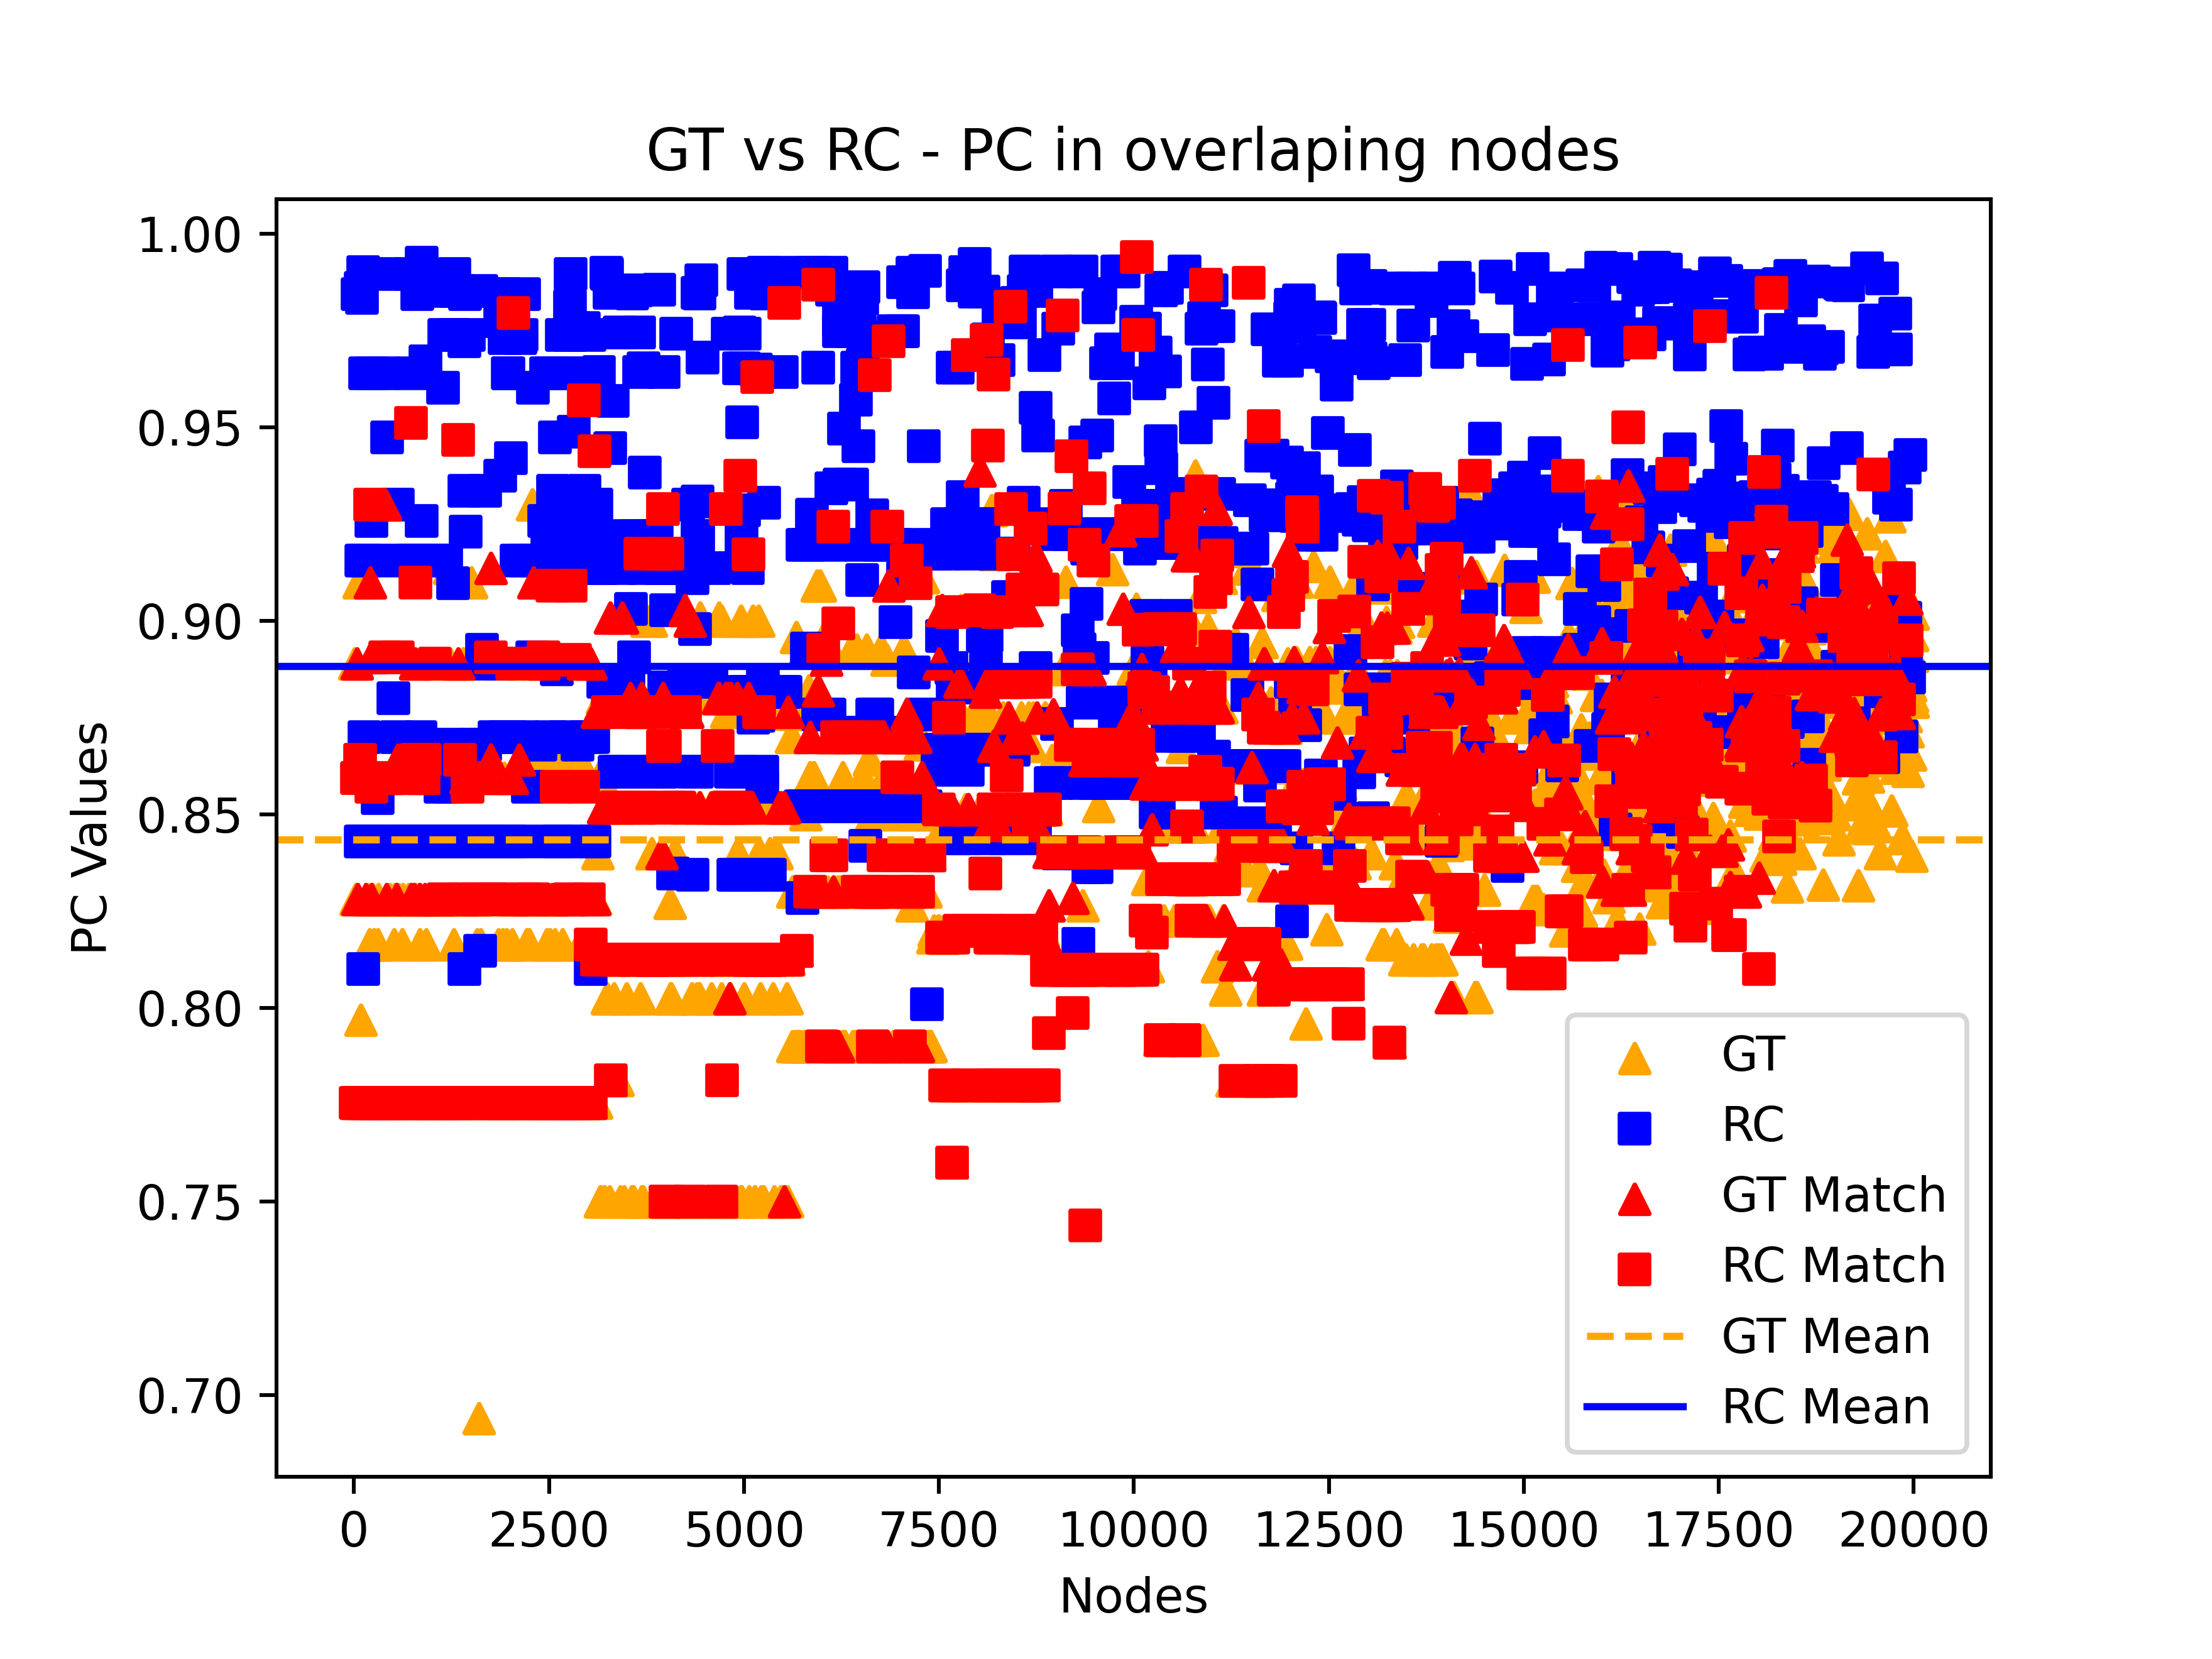 GT vs RC - PC in overlaping nodes
1.00
0.95
0.90
0.85
0.80
0.75
0.70
PC Values
0 2500 5000 7500 10000 12500 15000 17500 20000
Nodes
GT
RC
GT Match
RC Match
GT Mean
RC Mean